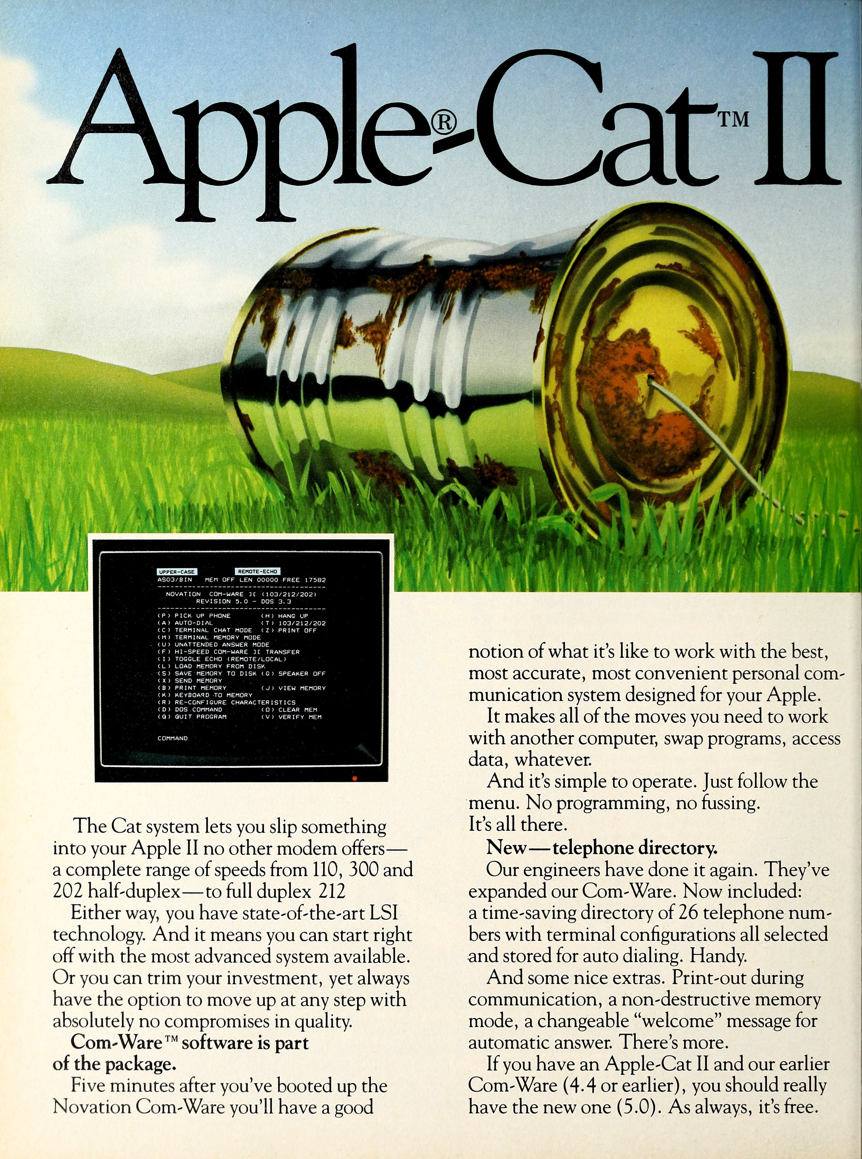 Apple®-Cat™ II
UPPER-CASE REMOTE-ECHO
AS03/BIN MEM OFF LEN 00000 FREE 17582
NOVATION COM-WARE ][ (103/212/202)
REVISION 5.0 - DOS 3.3
(P) PICK UP PHONE (H) HANG UP
(A) AUTO-DIAL (T) 103/212/202
(C) TERMINAL CHAT MODE (Z) PRINT OFF
(M) TERMINAL MEMORY MODE
(U) UNATTENDED ANSWER MODE
(F) HI-SPEED COM-WARE ][ TRANSFER
(I) TOGGLE ECHO (REMOTE/LOCAL)
(L) LOAD MEMORY FROM DISK
(S) SAVE MEMORY TO DISK (G) SPEAKER OFF
(X) SEND MEMORY
(B) PRINT MEMORY (J) VIEW MEMORY
(K) KEYBOARD TO MEMORY
(R) RE-CONFIGURE CHARACTERISTICS
(D) DOS COMMAND (O) CLEAR MEM
(Q) QUIT PROGRAM (V) VERIFY MEM
COMMAND
The Cat system lets you slip something
into your Apple II no other modem offers—
a complete range of speeds from 110, 300 and
202 half-duplex—to full duplex 212
Either way, you have state-of-the-art LSI
technology. And it means you can start right
off with the most advanced system available.
Or you can trim your investment, yet always
have the option to move up at any step with
absolutely no compromises in quality.
Com-Ware™ software is part
of the package.
Five minutes after you've booted up the
Novation Com-Ware you'll have a good
notion of what it's like to work with the best,
most accurate, most convenient personal com-
munication system designed for your Apple.
It makes all of the moves you need to work
with another computer, swap programs, access
data, whatever.
And it's simple to operate. Just follow the
menu. No programming, no fussing.
It's all there.
New—telephone directory.
Our engineers have done it again. They've
expanded our Com-Ware. Now included:
a time-saving directory of 26 telephone num-
bers with terminal configurations all selected
and stored for auto dialing. Handy.
And some nice extras. Print-out during
communication, a non-destructive memory
mode, a changeable “welcome” message for
automatic answer. There's more.
If you have an Apple-Cat II and our earlier
Com-Ware (4.4 or earlier), you should really
have the new one (5.0). As always, it's free.